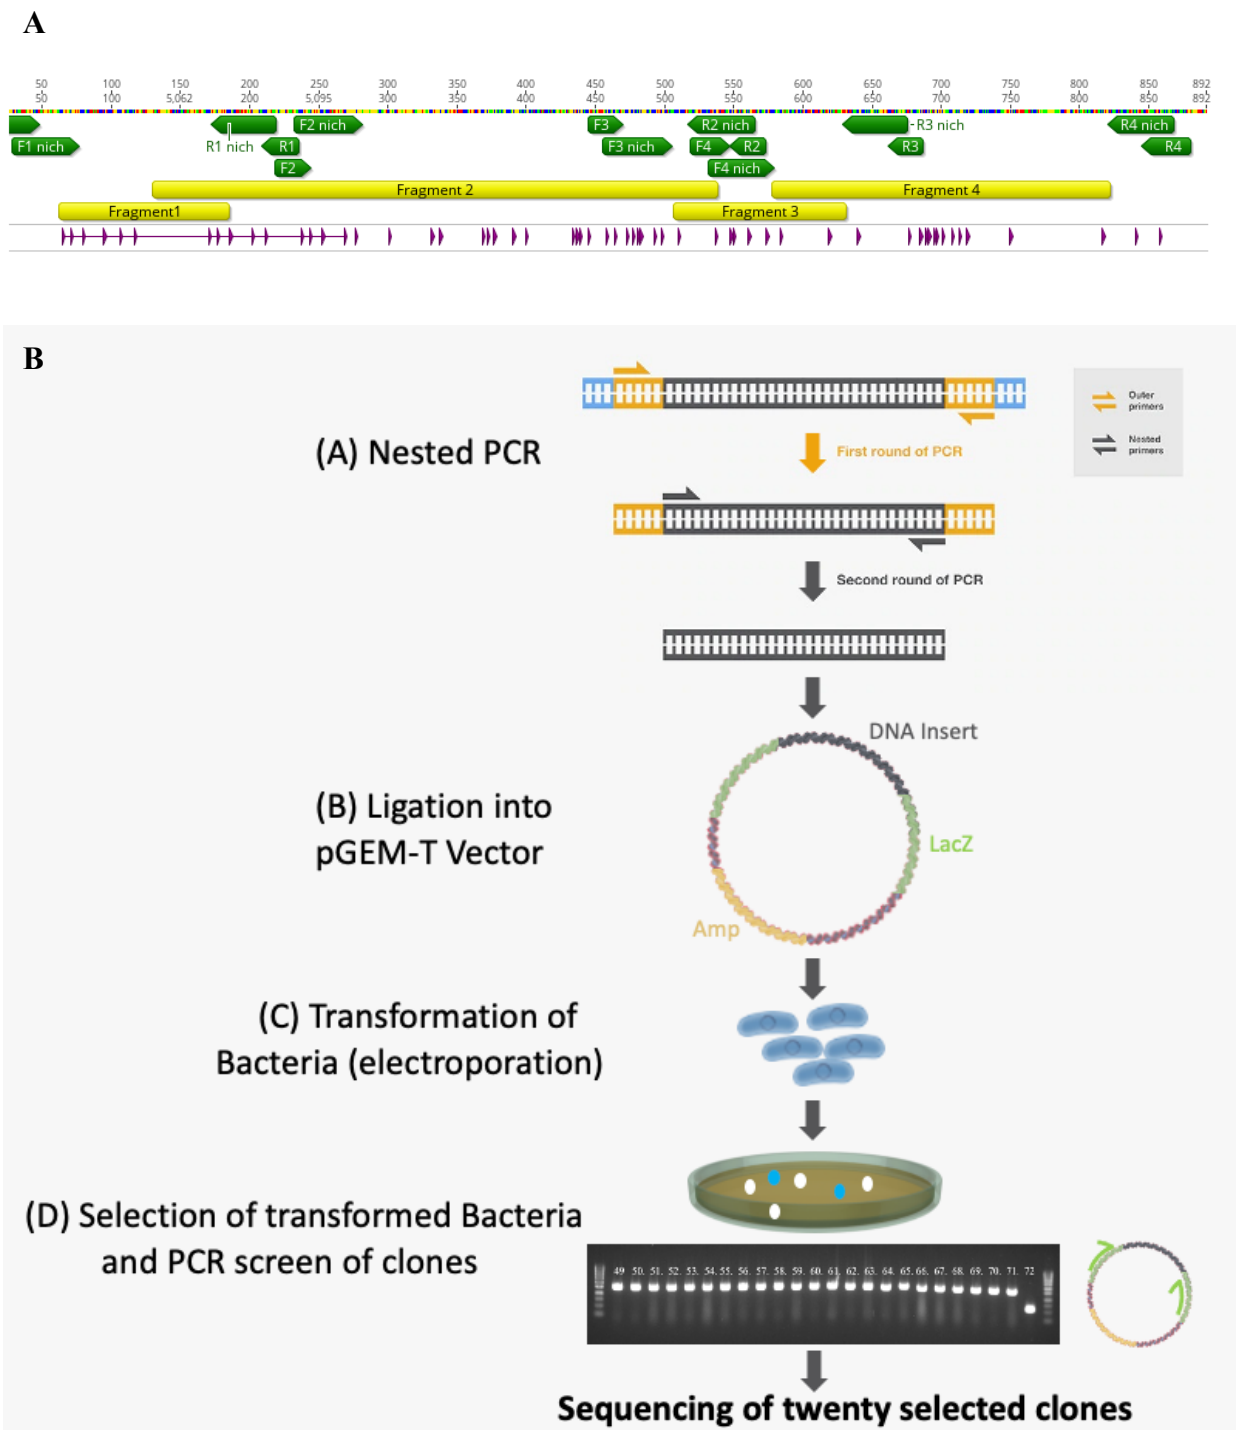 A
50 100 150 200 250 300 350 400 450 500 550 600 650 700 750 800 850 892
50 100 5,062 200 5,095 300 350 400 450 500 550 600 650 700 750 800 850 892
F2 nich F3 R2 nich R3 nich R4 nich
F1 nich R1 nich R1 F3 nich F4 R2 R3 R4
F2 F4 nich
Fragment 2 Fragment 4
Fragment1 Fragment 3
B
Outer
primers
Nested
primers
(A) Nested PCR
First round of PCR
Second round of PCR
DNA Insert
(B) Ligation into
pGEM-T Vector
LacZ
Amp
(C) Transformation of
Bacteria (electroporation)
(D) Selection of transformed Bacteria
and PCR screen of clones
49 50. 51. 52. 53. 54. 55. 56. 57. 58. 59. 60. 61. 62. 63. 64. 65. 66. 67. 68. 69. 70. 71. 72
Sequencing of twenty selected clones